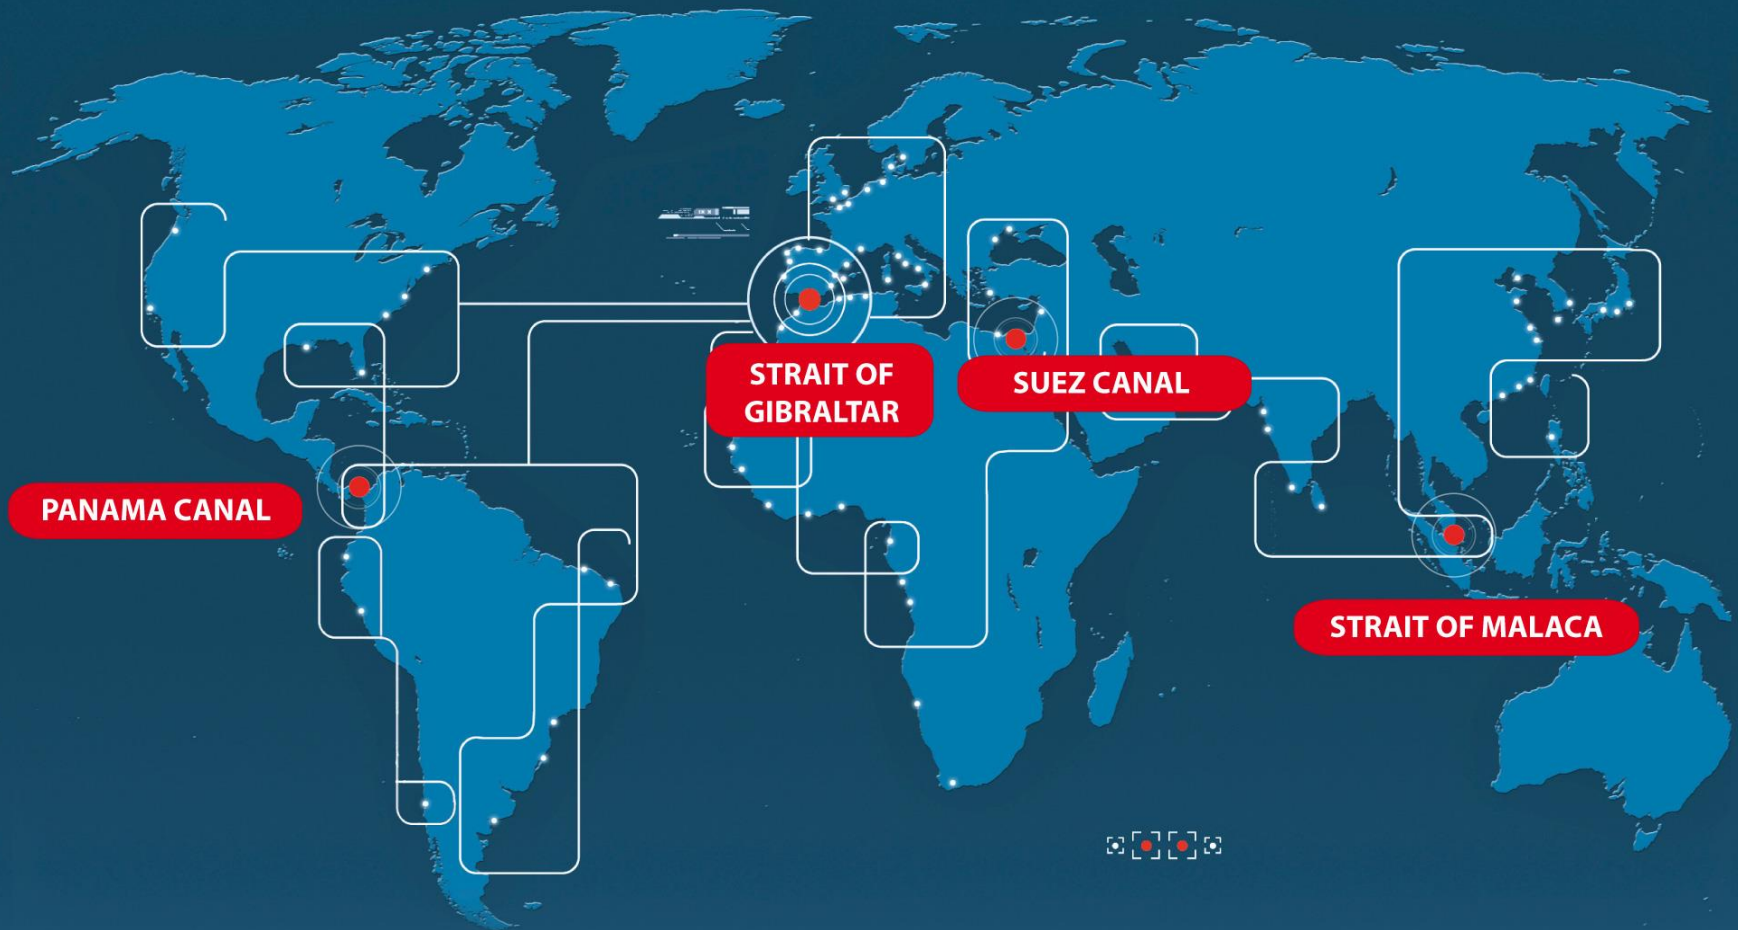 STRAIT OF
GIBRALTAR
SUEZ CANAL
PANAMA CANAL
STRAIT OF MALACA